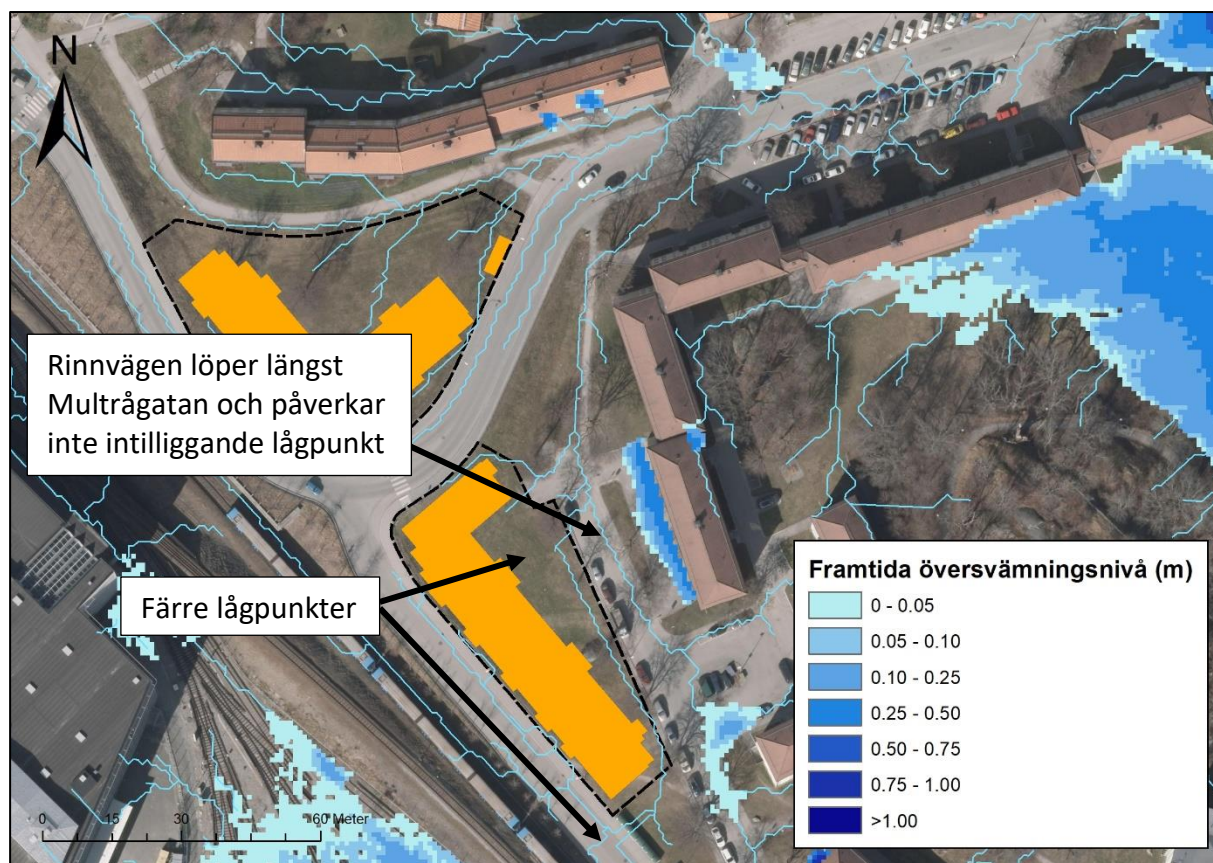 N
Rinnvägen löper längst
Multrågatan och påverkar
inte intilliggande lågpunkt
Färre lågpunkter
Framtida översvämningsnivå (m)
0 - 0.05
0.05 - 0.10
0.10 - 0.25
0.25 - 0.50
0.50 - 0.75
0.75 - 1.00
>1.00
0 15 30 60 Meter